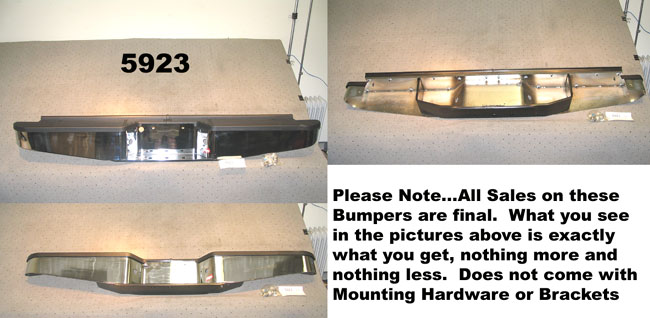 5923
Please Note...All Sales on these
Bumpers are final.  What you see
in the pictures above is exactly
what you get, nothing more and
nothing less.  Does not come with
Mounting Hardware or Brackets